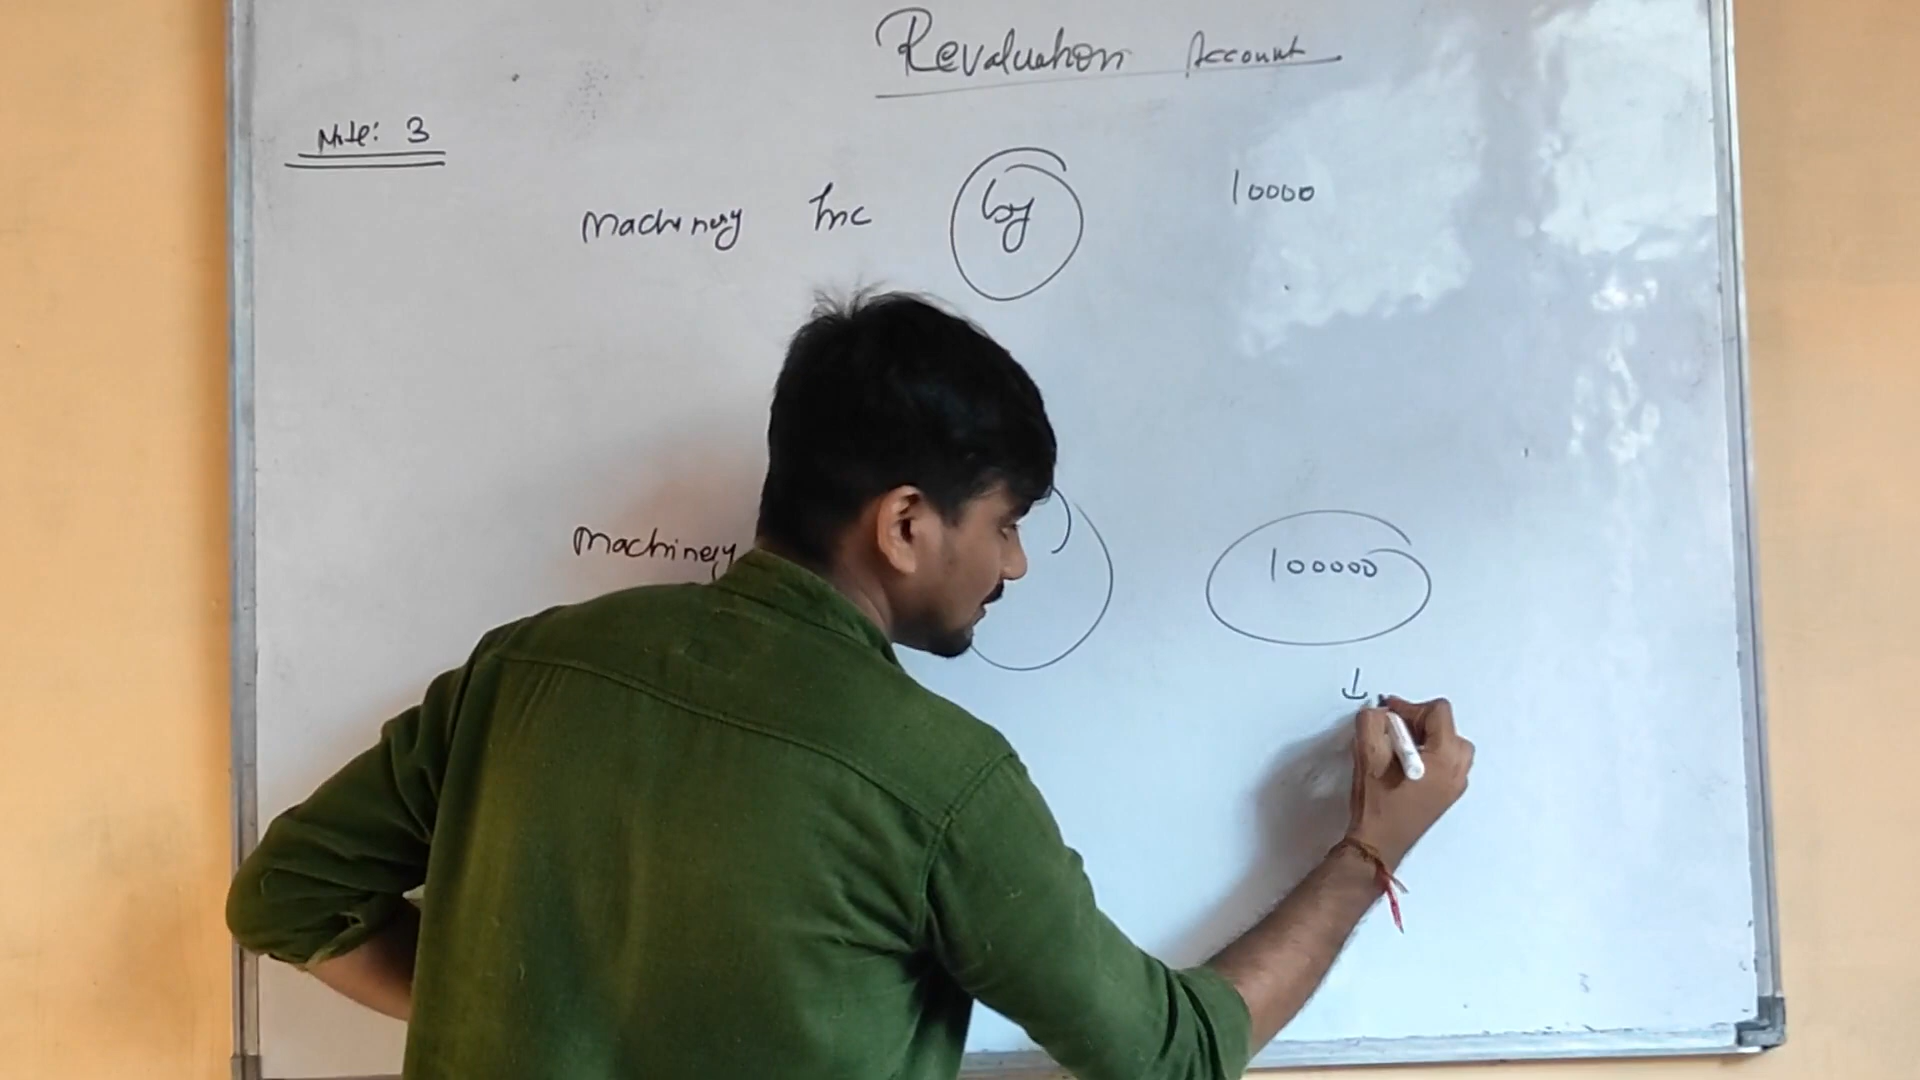 Revaluation Account
Note: 3
Machinery Inc by 10000
Machinery 100000